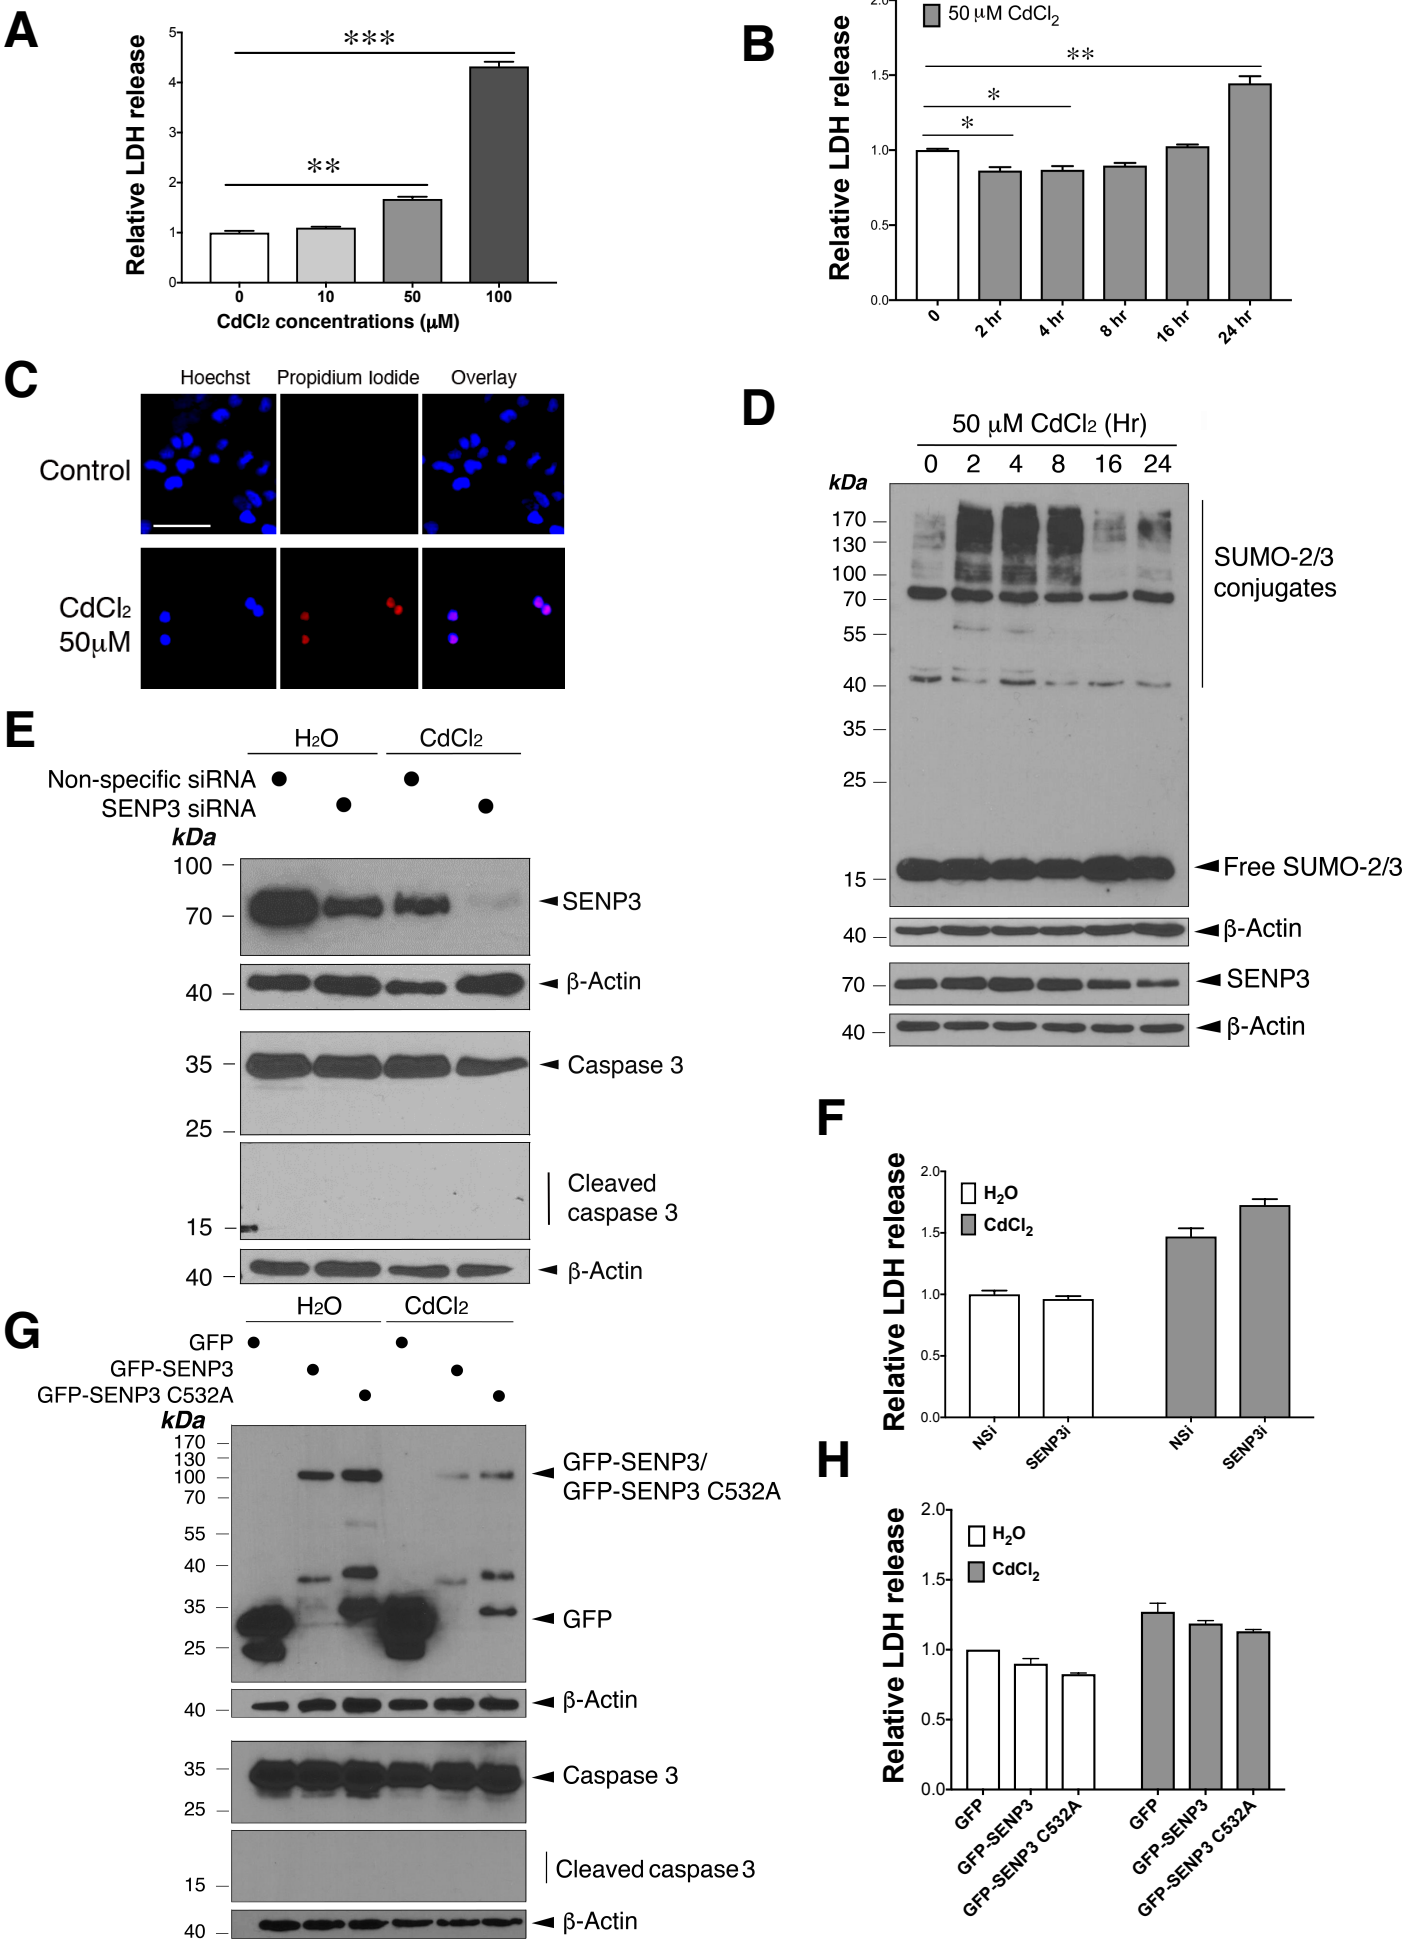 A
Relative LDH release
5
4
3
2
1
0
***
**
0 10 50 100
CdCl2 concentrations (µM)
B
Relative LDH release
2.0
1.5
1.0
0.5
0.0
50 µM CdCl2
**
*
*
0 2 hr 4 hr 8 hr 16 hr 24 hr
C
Hoechst Propidium Iodide Overlay
Control
CdCl2
50µM
D
50 µM CdCl2 (Hr)
0 2 4 8 16 24
kDa
170
130
100
70
55
40
35
25
15
SUMO-2/3
conjugates
Free SUMO-2/3
40 β-Actin
70 SENP3
40 β-Actin
E
H2O CdCl2
Non-specific siRNA
SENP3 siRNA
kDa
100
70
SENP3
40 β-Actin
35 Caspase 3
25
Cleaved
caspase 3
15
40 β-Actin
F
Relative LDH release
2.0
1.5
1.0
0.5
0.0
H2O
CdCl2
NSi SENP3i NSi SENP3i
G
H2O CdCl2
GFP
GFP-SENP3
GFP-SENP3 C532A
kDa
170
130
100
70
55
40
35
25
GFP-SENP3/
GFP-SENP3 C532A
GFP
40 β-Actin
35 Caspase 3
25
Cleaved caspase 3
15
40 β-Actin
H
Relative LDH release
2.0
1.5
1.0
0.5
0.0
H2O
CdCl2
GFP GFP-SENP3 GFP-SENP3 C532A GFP GFP-SENP3 GFP-SENP3 C532A